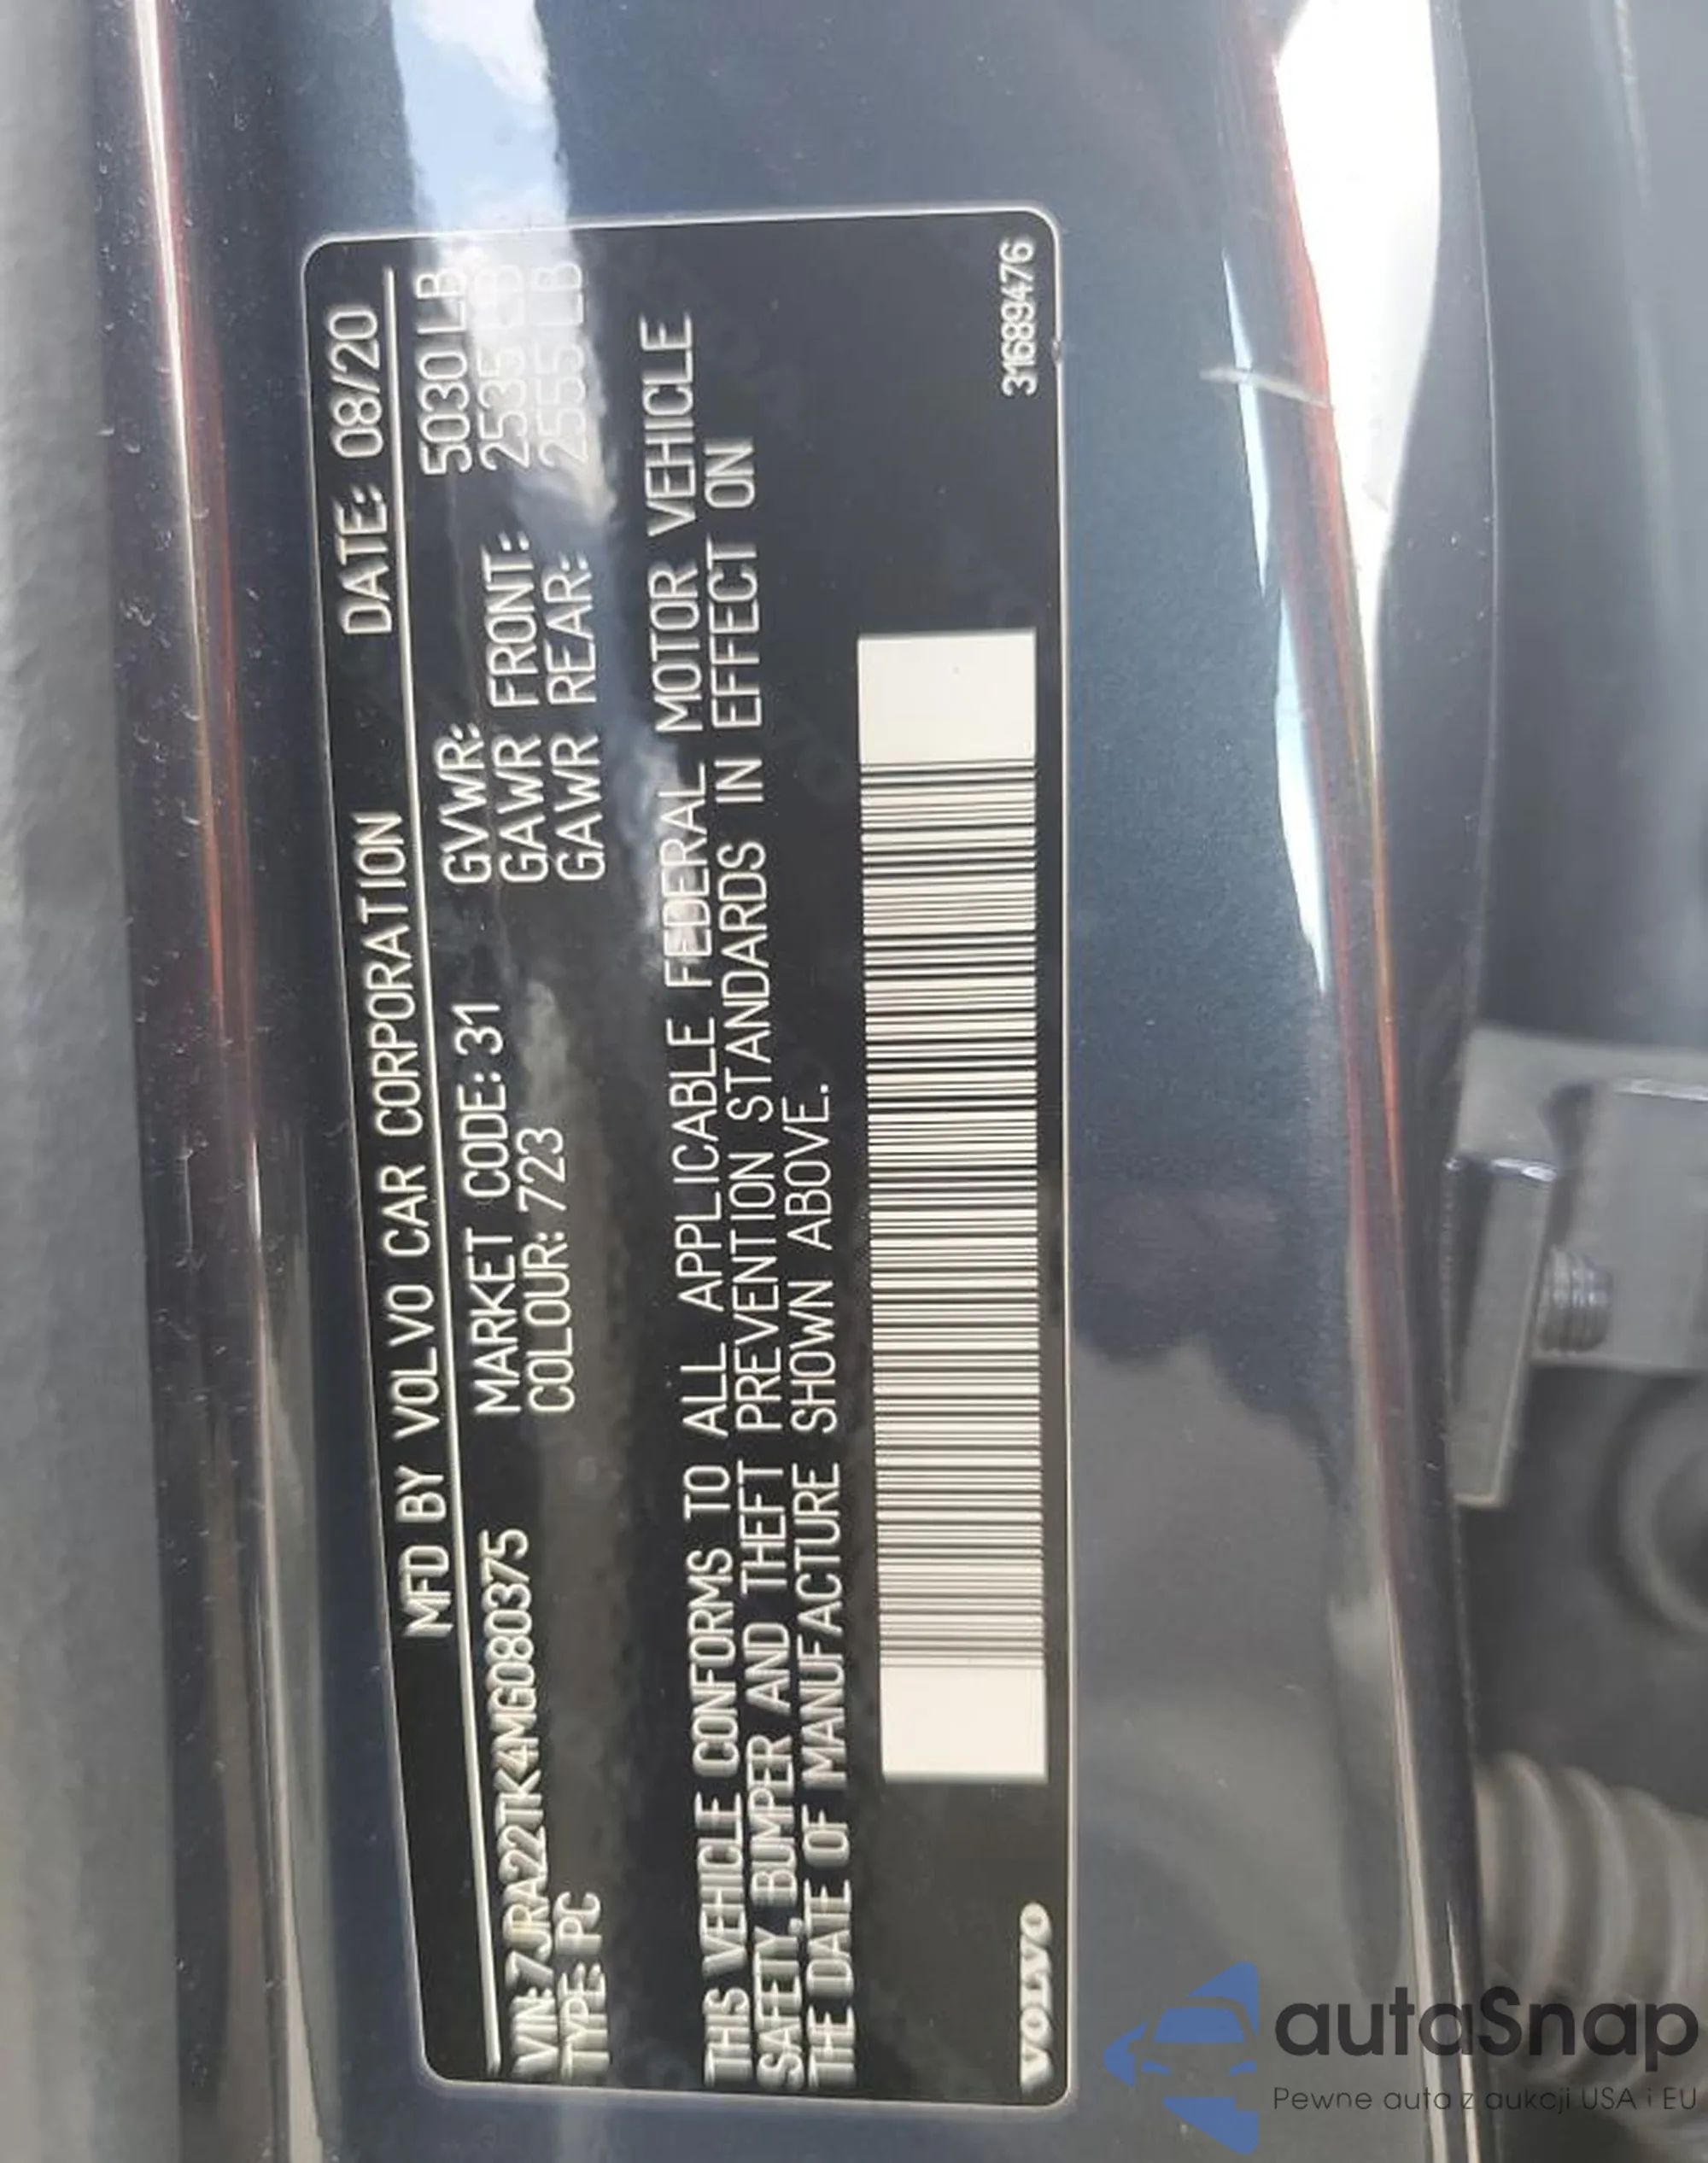 MFD BY VOLVO CAR CORPORATION DATE: 08/20
VIN: 7JRA22TK4MG080375 MARKET CODE: 31 GVWR: 5030 LB
TYPE: PC COLOUR: 723 GAWR FRONT: 2535 LB
GAWR REAR: 2555 LB
THIS VEHICLE CONFORMS TO ALL APPLICABLE FEDERAL MOTOR VEHICLE
SAFETY, BUMPER AND THEFT PREVENTION STANDARDS IN EFFECT ON
THE DATE OF MANUFACTURE SHOWN ABOVE.
VOLVO 31689476
autaSnap
Pewne auta z aukcji USA i EU